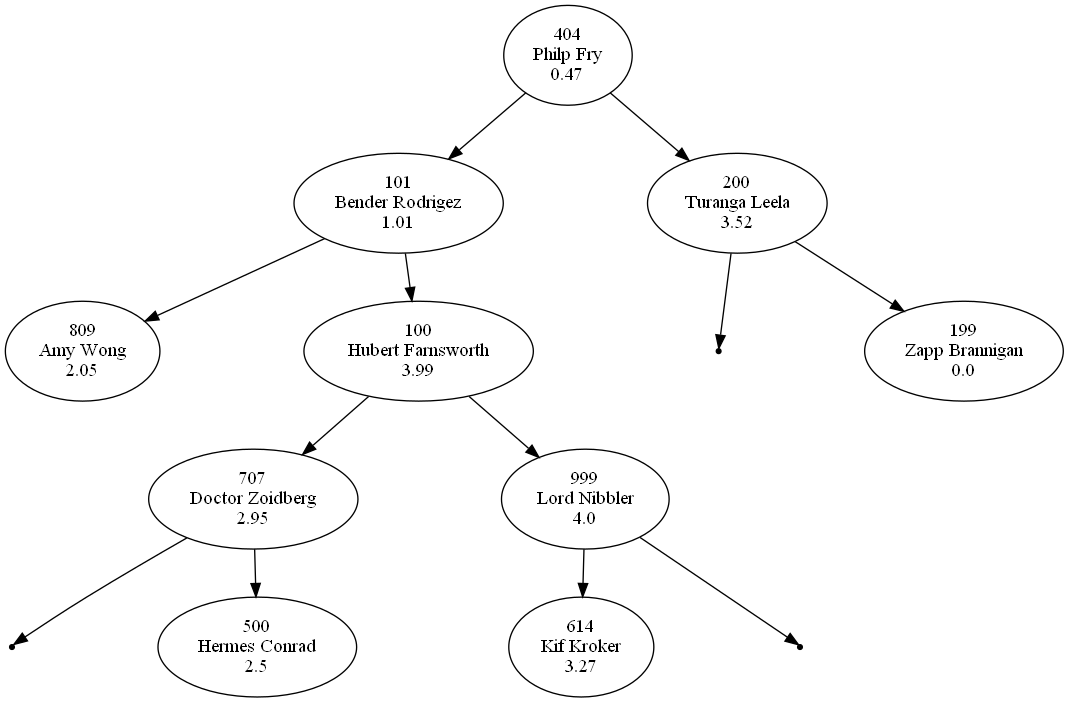 404
Philp Fry
0.47
101
Bender Rodrigez
1.01
200
Turanga Leela
3.52
809
Amy Wong
2.05
100
Hubert Farnsworth
3.99
199
Zapp Brannigan
0.0
707
Doctor Zoidberg
2.95
999
Lord Nibbler
4.0
500
Hermes Conrad
2.5
614
Kif Kroker
3.27